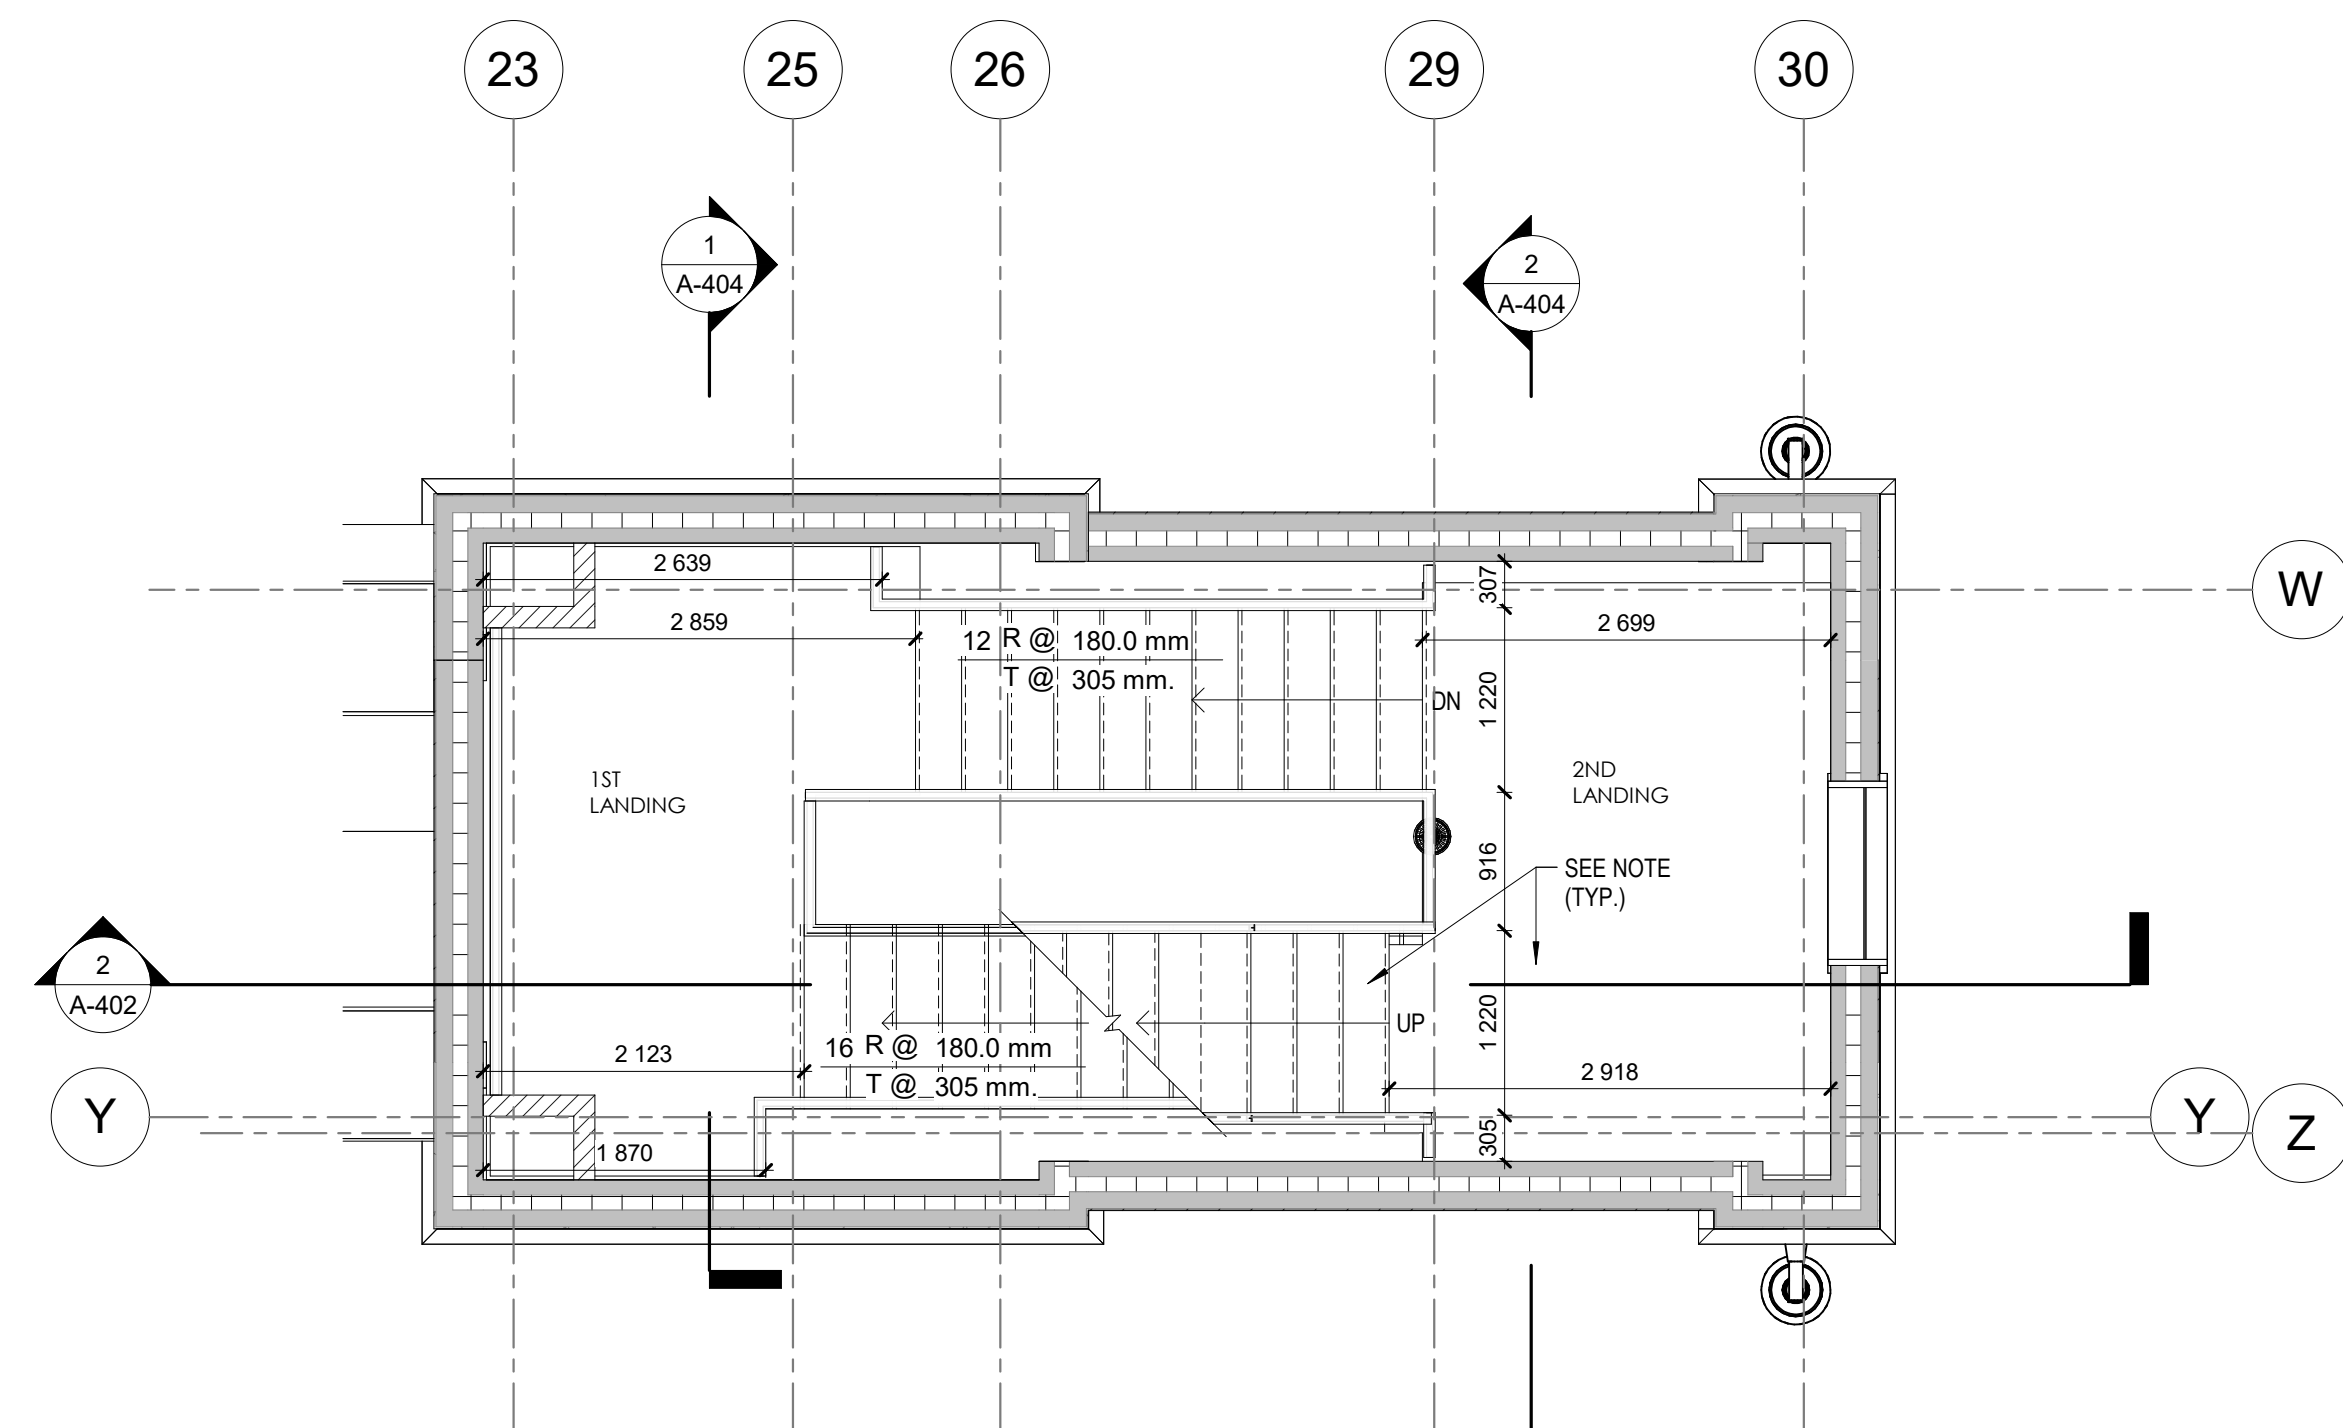 23
25
26
29
30
1
A-404
2
A-404
W
2 639
307
2 859
2 699
12 R @ 180.0 mm
T @ 305 mm.
DN
1 220
1ST
LANDING
2ND
LANDING
916
SEE NOTE
(TYP.)
2
A-402
UP
1 220
2 123
16 R @ 180.0 mm
T @ 305 mm.
2 918
Y
Y
Z
1 870
305